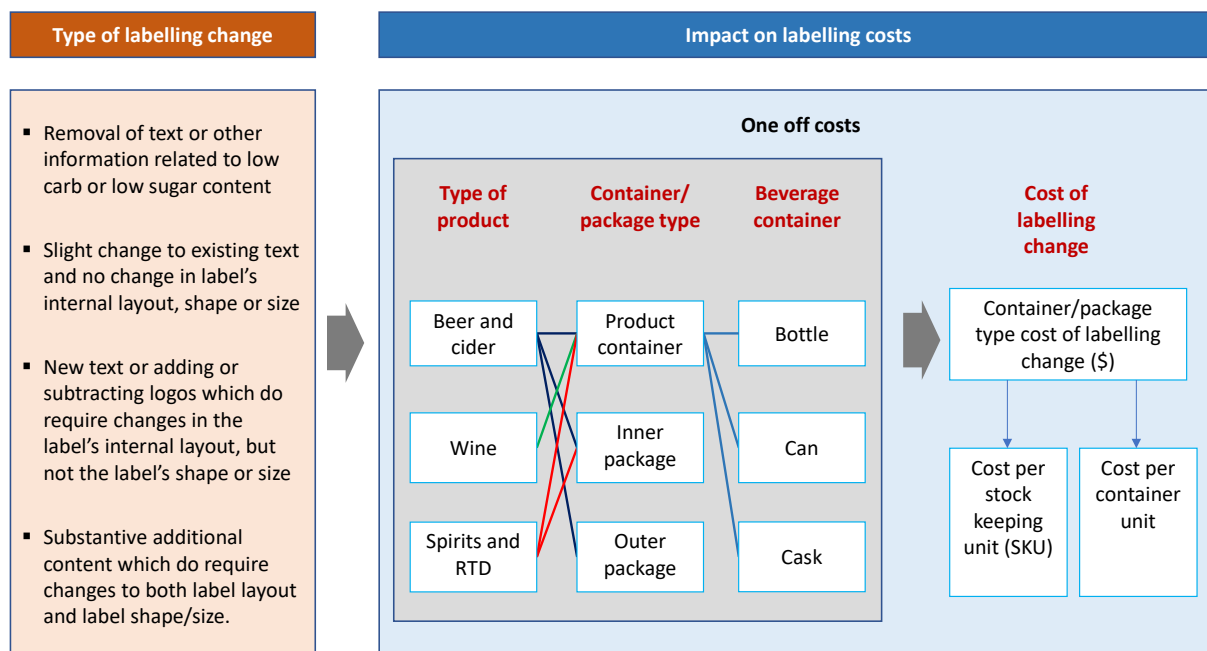 Type of labelling change
Impact on labelling costs
▪ Removal of text or other
information related to low
carb or low sugar content
▪ Slight change to existing text
and no change in label's
internal layout, shape or size
▪ New text or adding or
subtracting logos which do
require changes in the
label's internal layout, but
not the label's shape or size
▪ Substantive additional
content which do require
changes to both label layout
and label shape/size.
One off costs
Type of
product
Container/
package type
Beverage
container
Beer and
cider
Product
container
Bottle
Wine
Inner
package
Can
Spirits and
RTD
Outer
package
Cask
Cost of
labelling
change
Container/package
type cost of labelling
change ($)
Cost per
stock
keeping
unit (SKU)
Cost per
container
unit